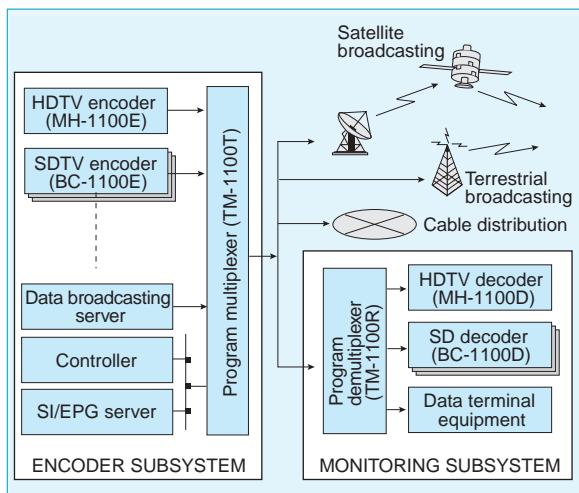 Satellite
broadcasting
HDTV encoder
(MH-1100E)
SDTV encoder
(BC-1100E)
Data broadcasting
server
Controller
SI/EPG server
Program multiplexer (TM-1100T)
ENCODER SUBSYSTEM
Terrestrial
broadcasting
Cable distribution
Program
demultiplexer
(TM-1100R)
HDTV decoder
(MH-1100D)
SD decoder
(BC-1100D)
Data terminal
equipment
MONITORING SUBSYSTEM